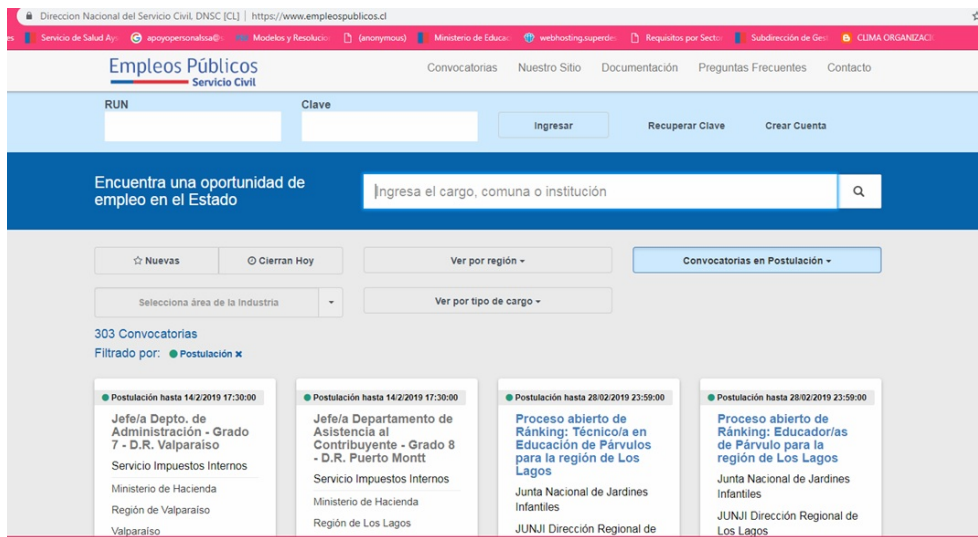 Direccion Nacional del Servicio Civil, DNSC [CL] | https://www.empleospublicos.cl
es Servicio de Salud Ays apoyopersonalssa@ Modelos y Resolucio (anonymous) Ministerio de Educac webhosting.superde Requisitos por Secto Subdirección de Ges CLIMA ORGANIZAC
Empleos Públicos
Servicio Civil
Convocatorias Nuestro Sitio Documentación Preguntas Frecuentes Contacto
RUN Clave
Ingresar Recuperar Clave Crear Cuenta
Encuentra una oportunidad de
empleo en el Estado
Ingresa el cargo, comuna o institución
Nuevas Cierran Hoy Ver por región Convocatorias en Postulación
Selecciona área de la Industria Ver por tipo de cargo
303 Convocatorias
Filtrado por: Postulación x
Postulación hasta 14/2/2019 17:30:00
Jefe/a Depto. de
Administración - Grado
7 - D.R. Valparaíso
Servicio Impuestos Internos
Ministerio de Hacienda
Región de Valparaíso
Valparaíso
Postulación hasta 14/2/2019 17:30:00
Jefe/a Departamento de
Asistencia al
Contribuyente - Grado 8
- D.R. Puerto Montt
Servicio Impuestos Internos
Ministerio de Hacienda
Región de Los Lagos
Postulación hasta 28/02/2019 23:59:00
Proceso abierto de
Ránking: Técnico/a en
Educación de Párvulos
para la región de Los
Lagos
Junta Nacional de Jardines
Infantiles
JUNJI Dirección Regional de
Postulación hasta 28/02/2019 23:59:00
Proceso abierto de
Ránking: Educador/as
de Párvulo para la
región de Los Lagos
Junta Nacional de Jardines
Infantiles
JUNJI Dirección Regional de
Los Lagos